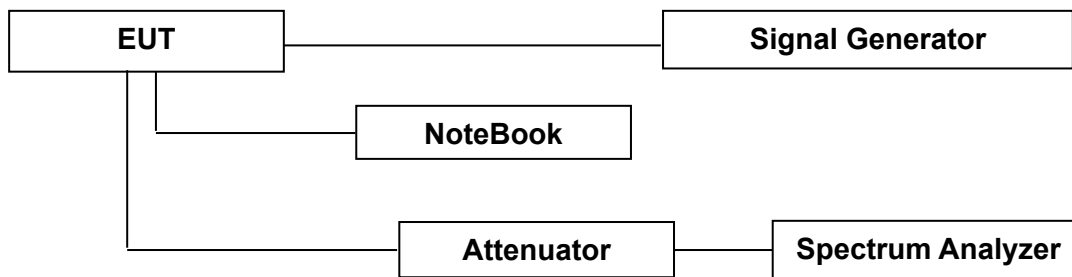 EUT
Signal Generator
NoteBook
Attenuator
Spectrum Analyzer